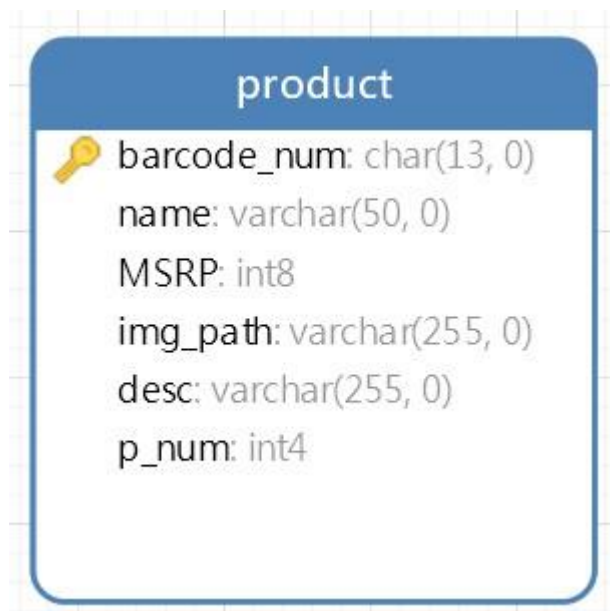 product
barcode_num: char(13, 0)
name: varchar(50, 0)
MSRP: int8
img_path: varchar(255, 0)
desc: varchar(255, 0)
p_num: int4